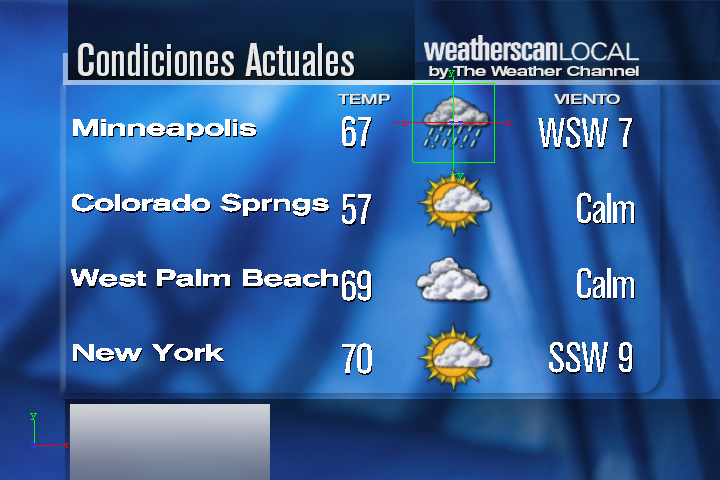 Condiciones Actuales
weatherscanLOCAL
by The Weather Channel
TEMP VIENTO
Minneapolis 67 WSW 7
Colorado Sprngs 57 Calm
West Palm Beach 69 Calm
New York 70 SSW 9
y
y